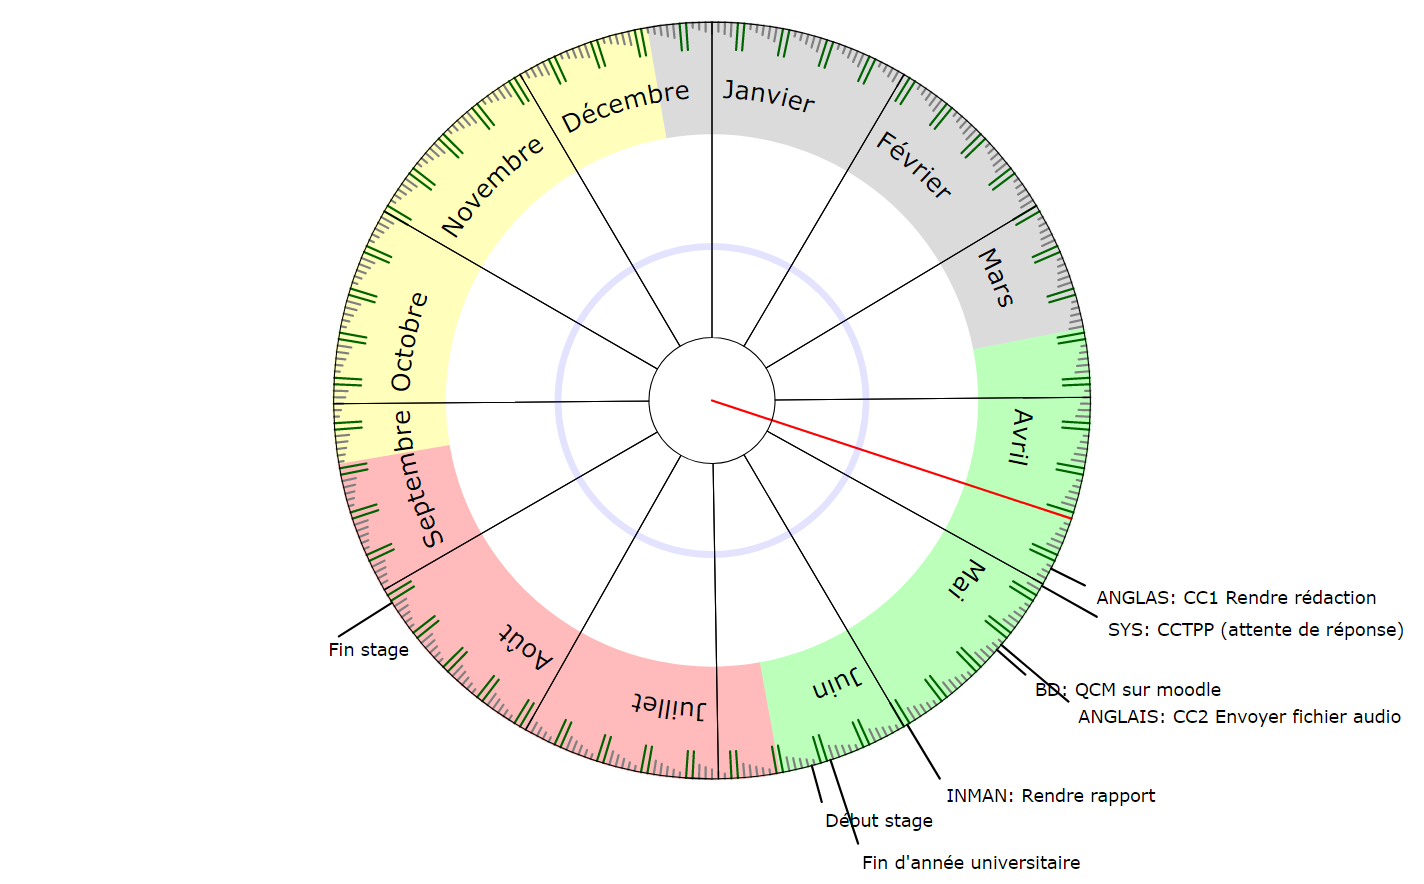 Janvier
Février
Mars
Avril
Mai
Juin
Juillet
Août
Septembre
Octobre
Novembre
Décembre
ANGLAS: CC1 Rendre rédaction
SYS: CCTPP (attente de réponse)
BD: QCM sur moodle
ANGLAIS: CC2 Envoyer fichier audio
INMAN: Rendre rapport
Début stage
Fin d'année universitaire
Fin stage